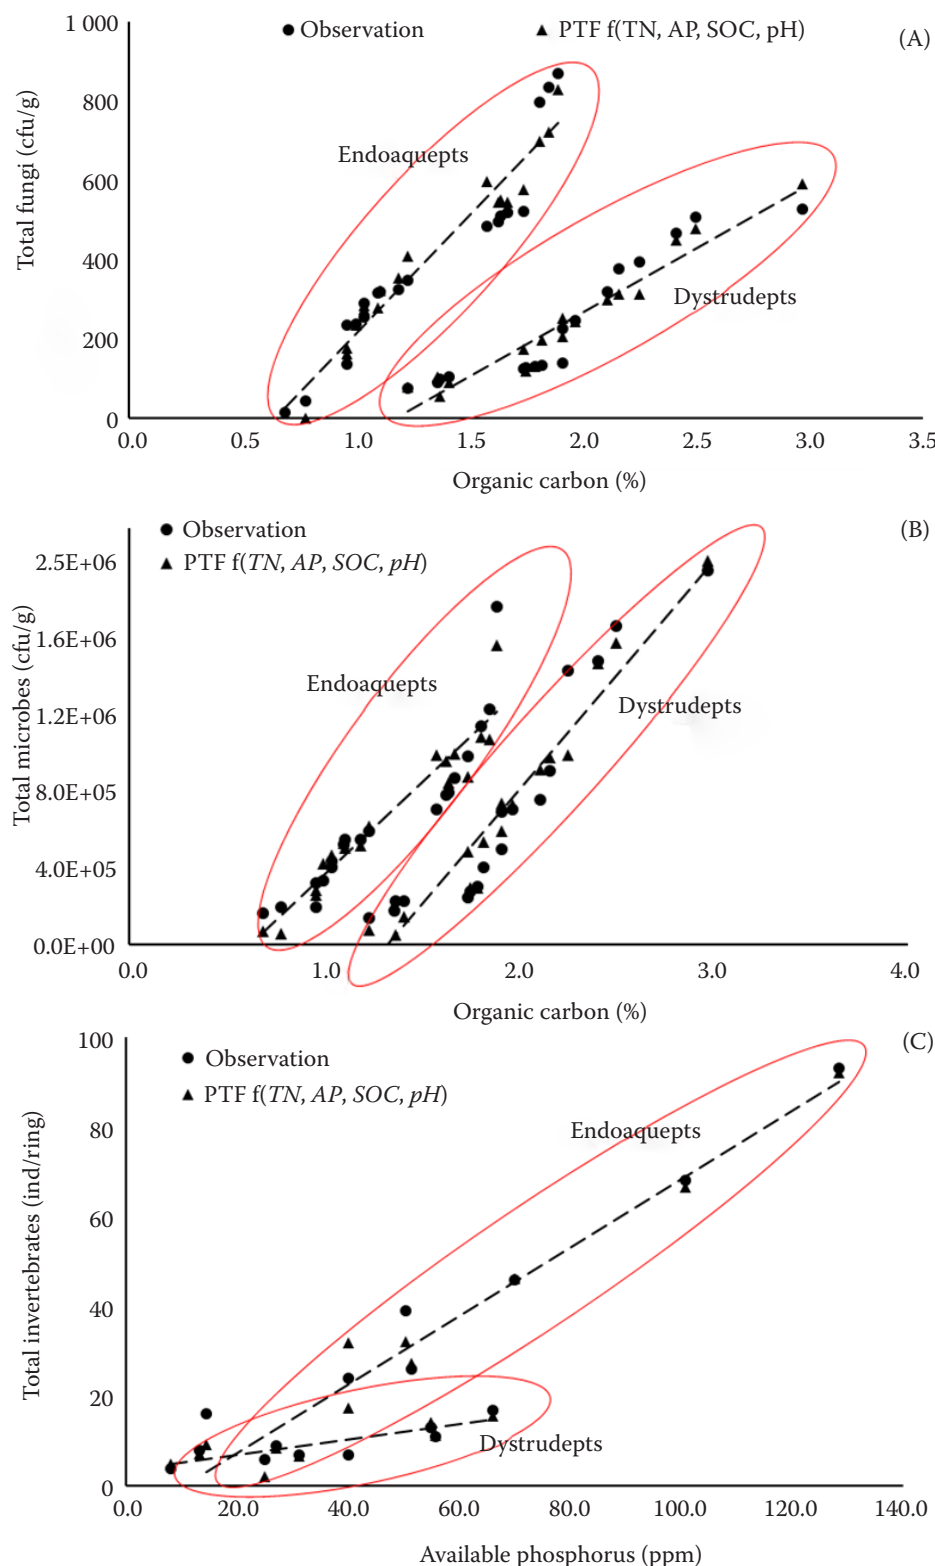 1 000
Observation
PTF f(TN, AP, SOC, pH)
(A)
800
Endoaquepts
600
Total fungi (cfu/g)
400
Dystrudepts
200
0
0.0 0.5 1.0 1.5 2.0 2.5 3.0 3.5
Organic carbon (%)
Observation
(B)
PTF f(TN, AP, SOC, pH)
2.5E+06
1.6E+06
Endoaquepts
Dystrudepts
1.2E+06
Total microbes (cfu/g)
8.0E+05
4.0E+05
0.0E+00
0.0 1.0 2.0 3.0 4.0
Organic carbon (%)
100
Observation
(C)
PTF f(TN, AP, SOC, pH)
80
Endoaquepts
60
Total invertebrates (ind/ring)
40
20
Dystrudepts
0
0.0 20.0 40.0 60.0 80.0 100.0 120.0 140.0
Available phosphorus (ppm)